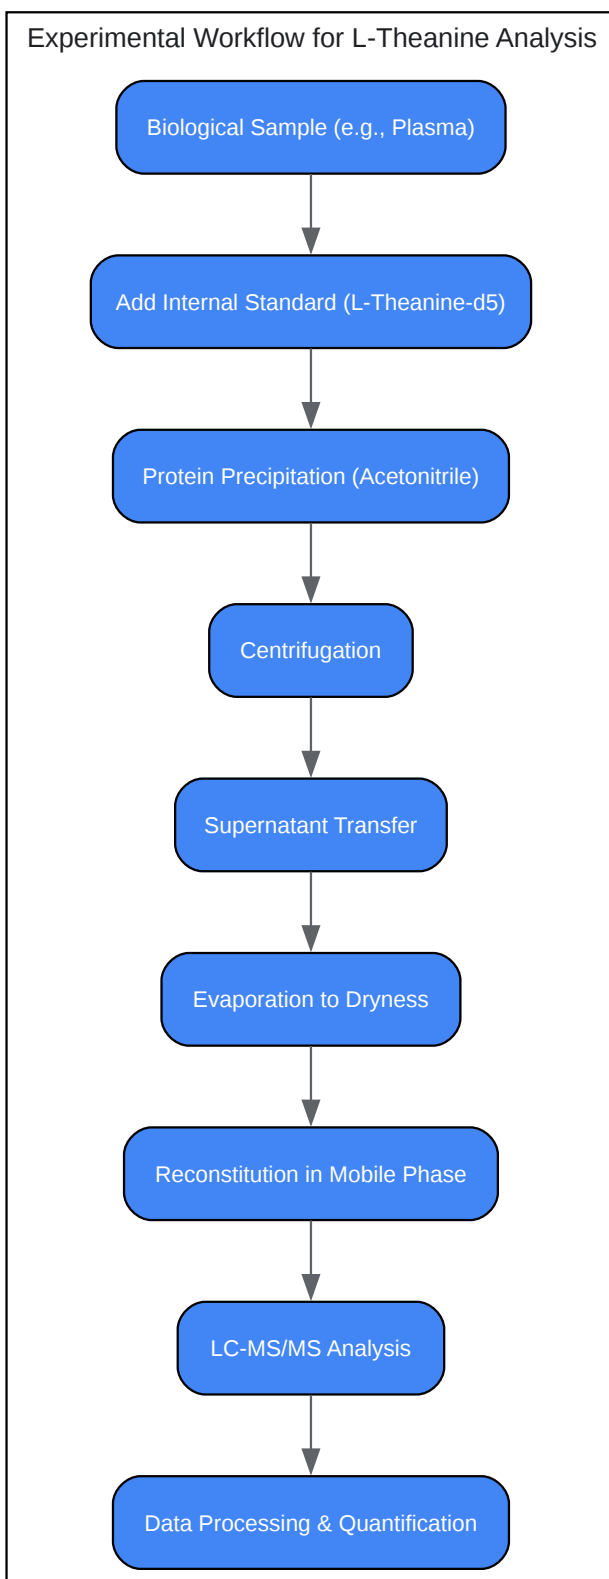 Experimental Workflow for L-Theanine Analysis
Biological Sample (e.g., Plasma)
Add Internal Standard (L-Theanine-d5)
Protein Precipitation (Acetonitrile)
Centrifugation
Supernatant Transfer
Evaporation to Dryness
Reconstitution in Mobile Phase
LC-MS/MS Analysis
Data Processing & Quantification